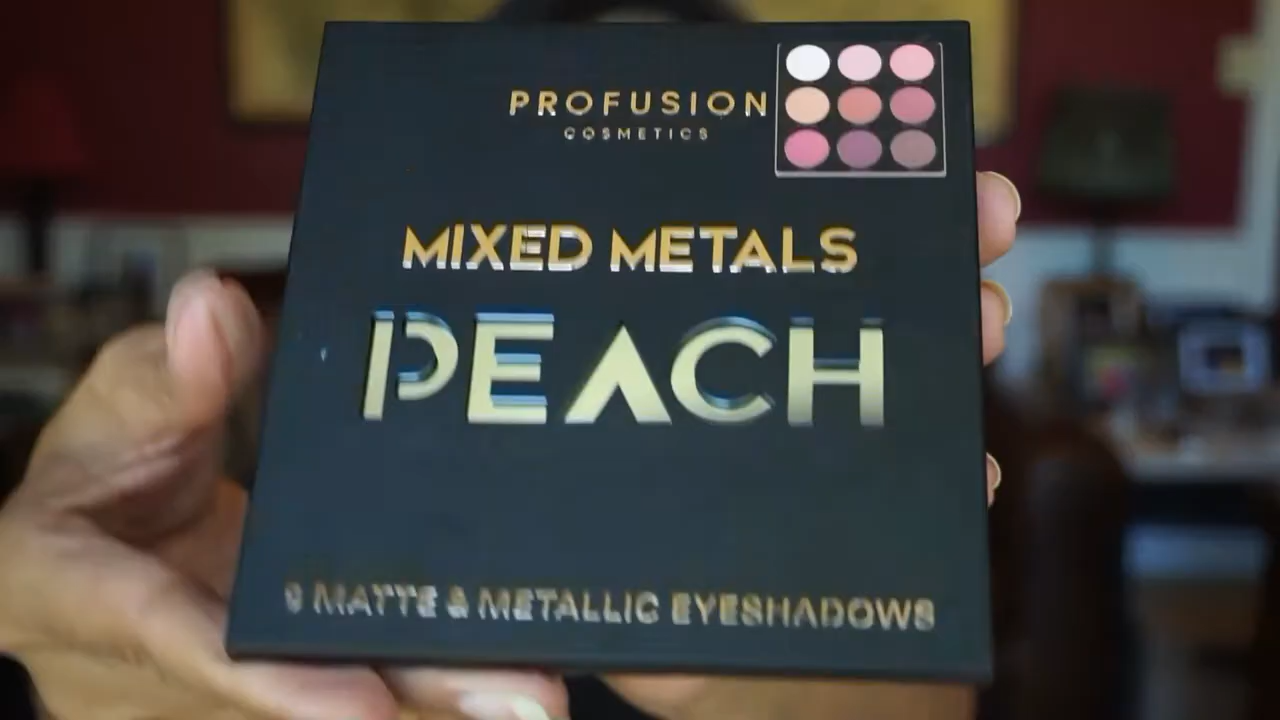 PROFUSION
COSMETICS
MIXED METALS
PEACH
9 MATTE & METALLIC EYESHADOWS